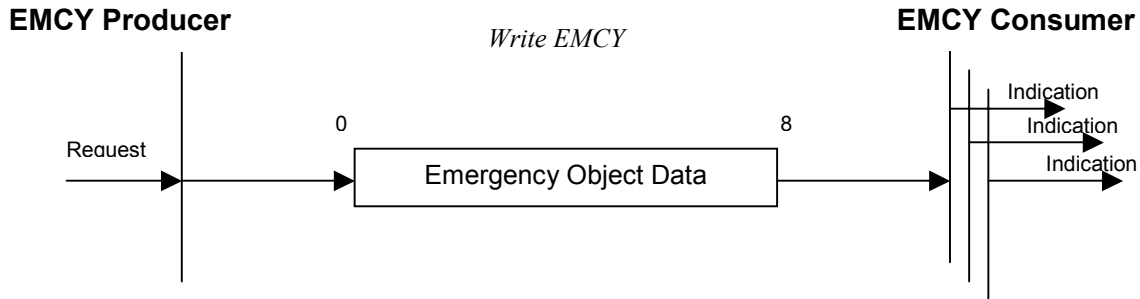 EMCY Producer
Write EMCY
EMCY Consumer
Indication
0
8
Indication
Request
Emergency Object Data
Indication